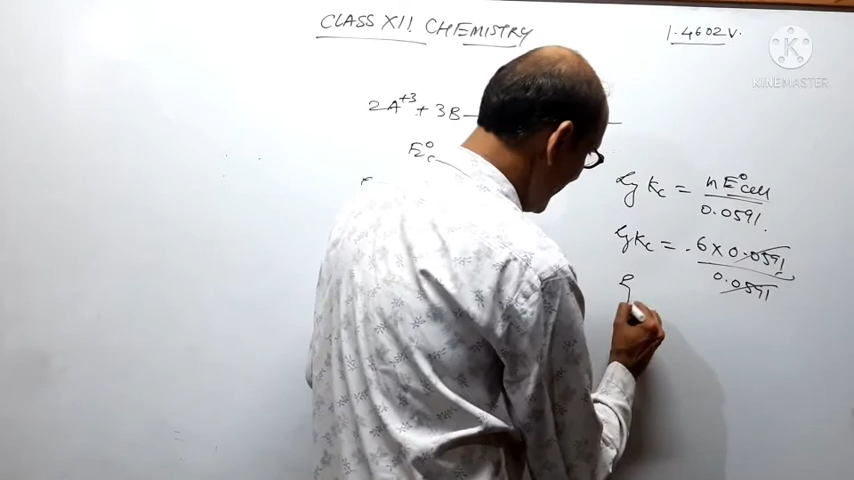 CLASS XII. CHEMISTRY
1.4602 V.
KINEMASTER
2A+3 + 3B
E°c
log Kc = nE°cell / 0.0591
log Kc = 6 X 0.0591 / 0.0591